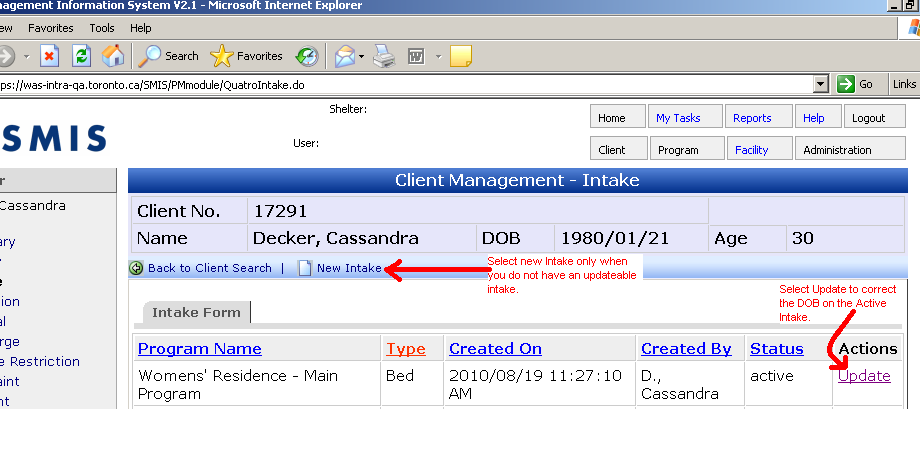 nagement Information System V2.1 - Microsoft Internet Explorer
ew Favorites Tools Help
Search Favorites
ps://was-intra-qa.toronto.ca/SMIS/PMmodule/QuatroIntake.do Go Links
Shelter:
Home My Tasks Reports Help Logout
SMIS
User:
Client Program Facility Administration
r
Client Management - Intake
Cassandra
Client No. 17291
ary
Name Decker, Cassandra DOB 1980/01/21 Age 30
e
Back to Client Search | New Intake
Select new Intake only when
you do not have an updateable
intake.
Select Update to correct
the DOB on the Active
Intake.
ion
al
Intake Form
rge
Program Name Type Created On Created By Status Actions
e Restriction
aint
Womens' Residence - Main Bed 2010/08/19 11:27:10 D., active Update
Program AM Cassandra
nt